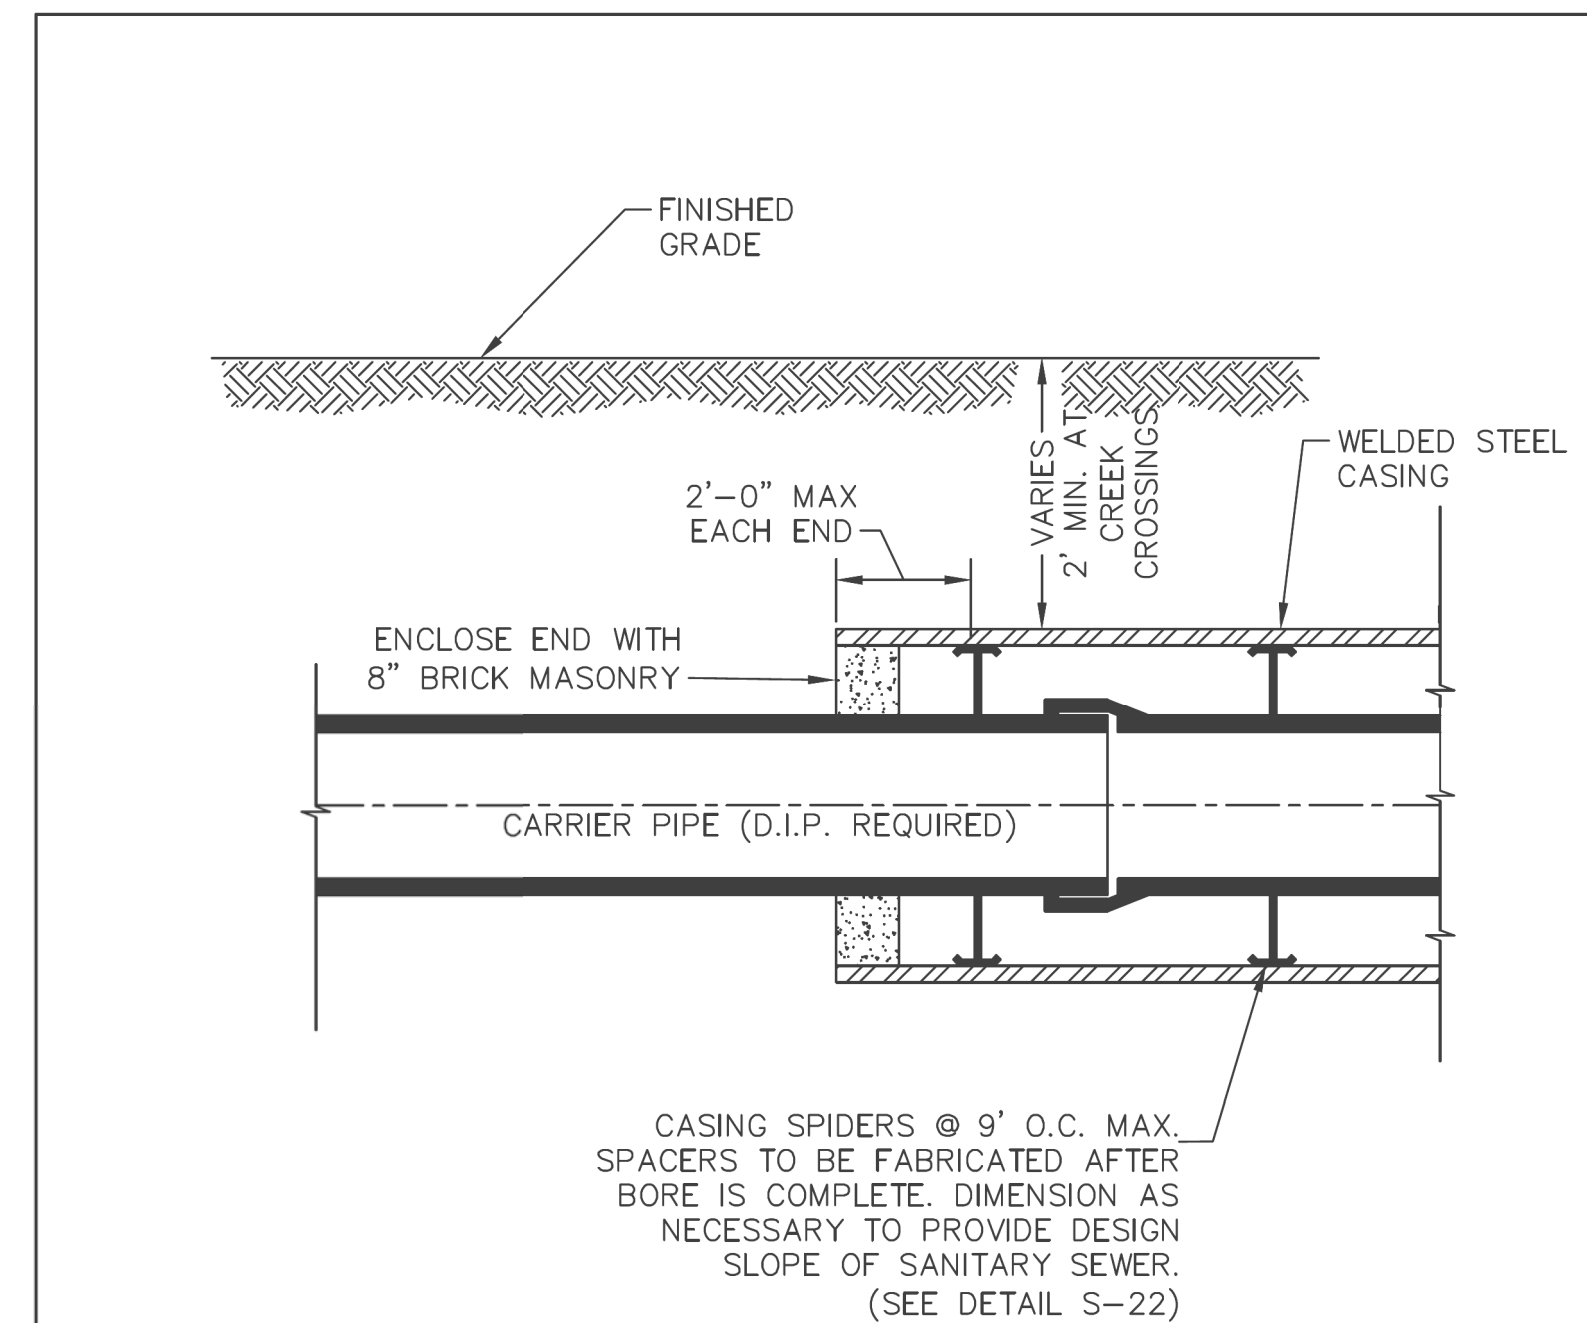 FINISHED
GRADE
VARIES
2' MIN. AT
CREEK
CROSSINGS
WELDED STEEL
CASING
2'-0" MAX
EACH END
ENCLOSE END WITH
8" BRICK MASONRY
CARRIER PIPE (D.I.P. REQUIRED)
CASING SPIDERS @ 9' O.C. MAX.
SPACERS TO BE FABRICATED AFTER
BORE IS COMPLETE. DIMENSION AS
NECESSARY TO PROVIDE DESIGN
SLOPE OF SANITARY SEWER.
(SEE DETAIL S-22)